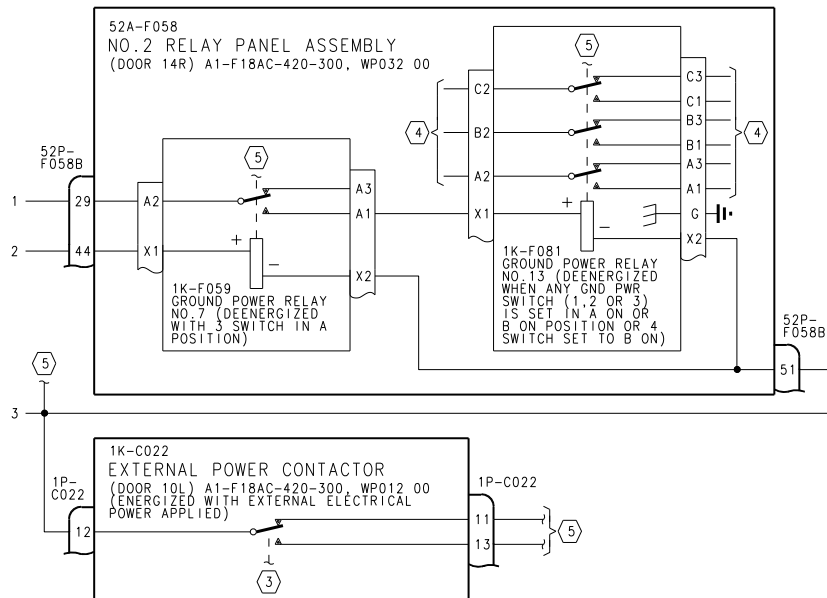 52A-F058
NO.2 RELAY PANEL ASSEMBLY
(DOOR 14R) A1-F18AC-420-300, WP032 00
5
C2
C3
C1
4
B2
B3
B1
4
A2
A3
A1
52P-
F058B
5
1
29
A2
A3
A1
X1
+
G
2
44
X1
+
−
−
X2
X2
1K-F059
GROUND POWER RELAY
NO.7 (DEENERGIZED
WITH 3 SWITCH IN A
POSITION)
1K-F081
GROUND POWER RELAY
NO.13 (DEENERGIZED
WHEN ANY GND PWR
SWITCH (1,2 OR 3)
IS SET IN A ON OR
B ON POSITION OR 4
SWITCH SET TO B ON)
52P-
F058B
51
5
3
1K-C022
EXTERNAL POWER CONTACTOR
(DOOR 10L) A1-F18AC-420-300, WP012 00
(ENERGIZED WITH EXTERNAL ELECTRICAL
POWER APPLIED)
1P-
C022
1P-C022
12
11
13
5
3